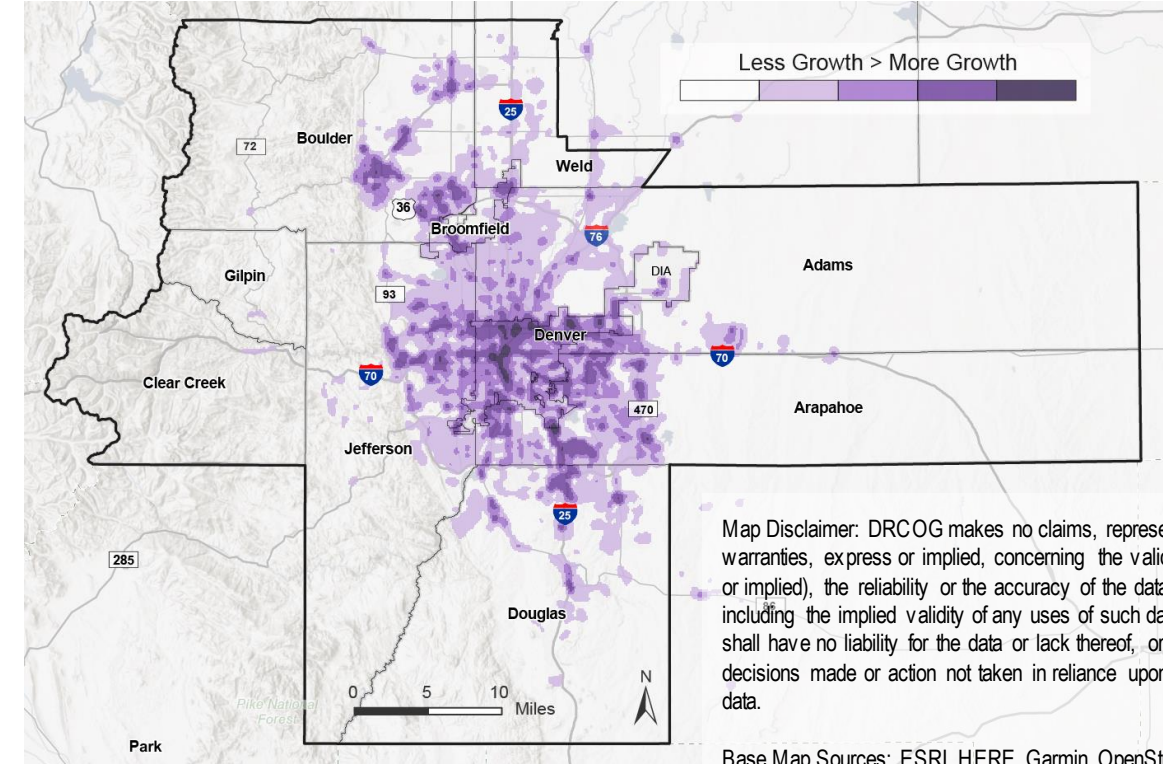 Less Growth > More Growth
25
Boulder
72
Weld
36
Broomfield
76
DIA
Adams
Gilpin
93
Denver
70
70
Clear Creek
470
Arapahoe
Jefferson
25
285
Douglas
Map Disclaimer: DRCOG makes no claims, represe
warranties, express or implied, concerning the valid
or implied), the reliability or the accuracy of the data
including the implied validity of any uses of such da
shall have no liability for the data or lack thereof, or
decisions made or action not taken in reliance upon
data.
86
0 5 10
Miles
N
Pike National
Forest
Park
Base Map Sources: ESRI, HERE, Garmin, OpenSt